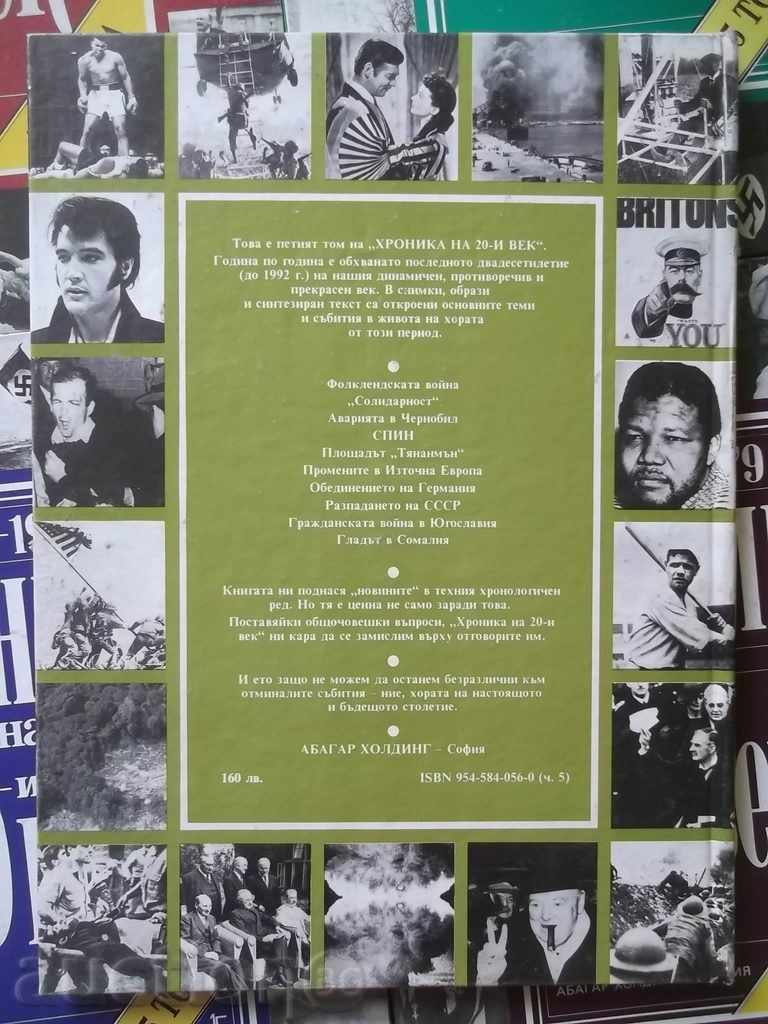 BRITONS
YOU
Това е петият том на „ХРОНИКА НА 20-И ВЕК“.
Година по година е обхванато последното двадесетилетие
(до 1992 г.) на нашия динамичен, противоречив и
прекрасен век. В снимки, образи
и синтезиран текст са откроени основните теми
и събития в живота на хората
от този период.
Фолклендската война
„Солидарност“
Аварията в Чернобил
СПИН
Площадът „Тянанмън“
Промените в Източна Европа
Обединението на Германия
Разпадането на СССР
Гражданската война в Югославия
Гладът в Сомалия
Книгата ни поднася „новините“ в техния хронологичен
ред. Но тя е ценна не само заради това.
Поставяйки общочовешки въпроси, „Хроника на 20-и
век“ ни кара да се замислим върху отговорите им.
И ето защо не можем да останем безразлични към
отминалите събития – ние, хората на настоящото
и бъдещото столетие.
АБАГАР ХОЛДИНГ – София
160 лв.
ISBN 954-584-056-0 (ч. 5)